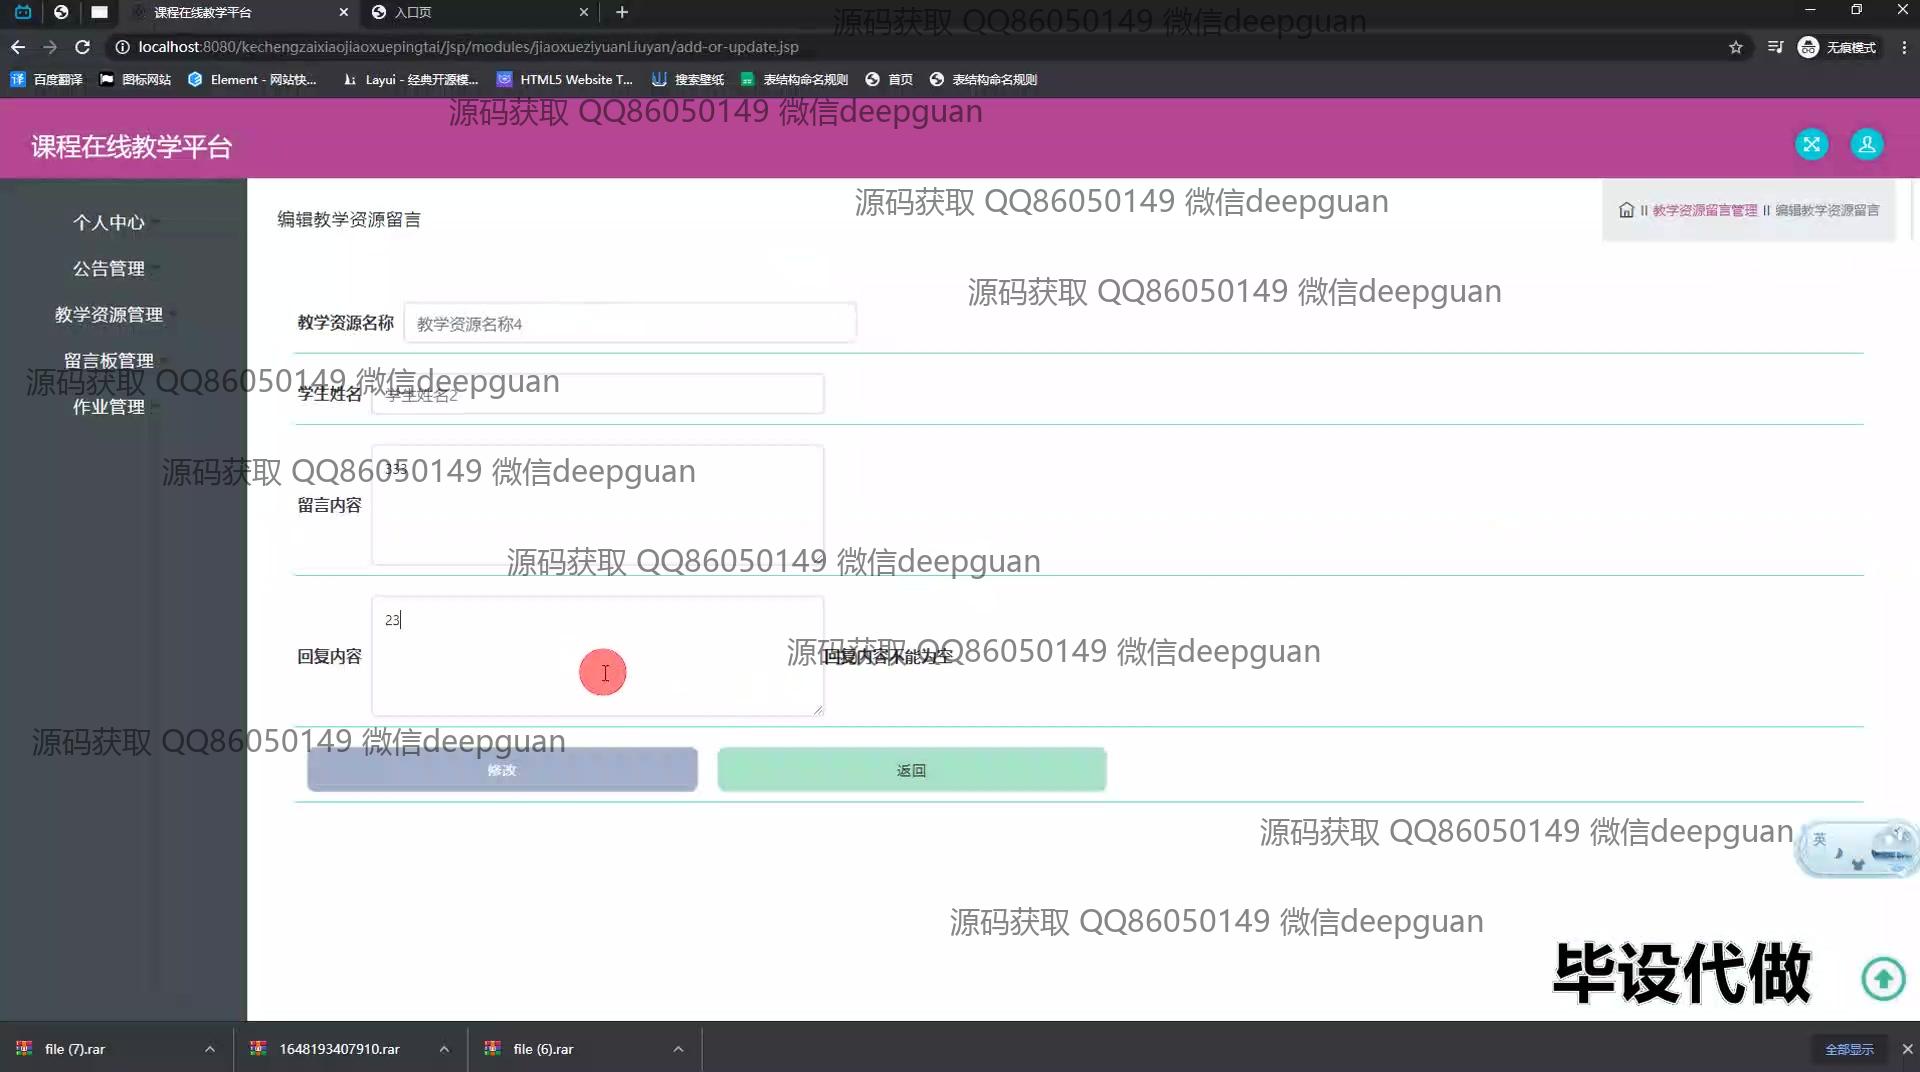 课程在线教学平台
入口页
源码获取 QQ86050149 微信deepguan
localhost:8080/kechengzaixiaojiaoxuepingtai/jsp/modules/jiaoxueziyuanLiuyan/add-or-update.jsp
无痕模式
百度翻译
图标网站
Element - 网站快...
Layui - 经典开源模...
HTML5 Website T...
搜索壁纸
表结构命名规则
首页
表结构命名规则
源码获取 QQ86050149 微信deepguan
课程在线教学平台
源码获取 QQ86050149 微信deepguan
个人中心
编辑教学资源留言
教学资源留言管理 编辑教学资源留言
公告管理
源码获取 QQ86050149 微信deepguan
教学资源管理
教学资源名称 教学资源名称4
留言板管理
源码获取 QQ86050149 微信deepguan
学生姓名 学生姓名2
作业管理
源码获取 QQ86050149 微信deepguan
333
留言内容
源码获取 QQ86050149 微信deepguan
23
回复内容
回复内容不能为空
源码获取 QQ86050149 微信deepguan
源码获取 QQ86050149 微信deepguan
修改
返回
源码获取 QQ86050149 微信deepguan
英
源码获取 QQ86050149 微信deepguan
毕设代做
file (7).rar
1648193407910.rar
file (6).rar
全部显示